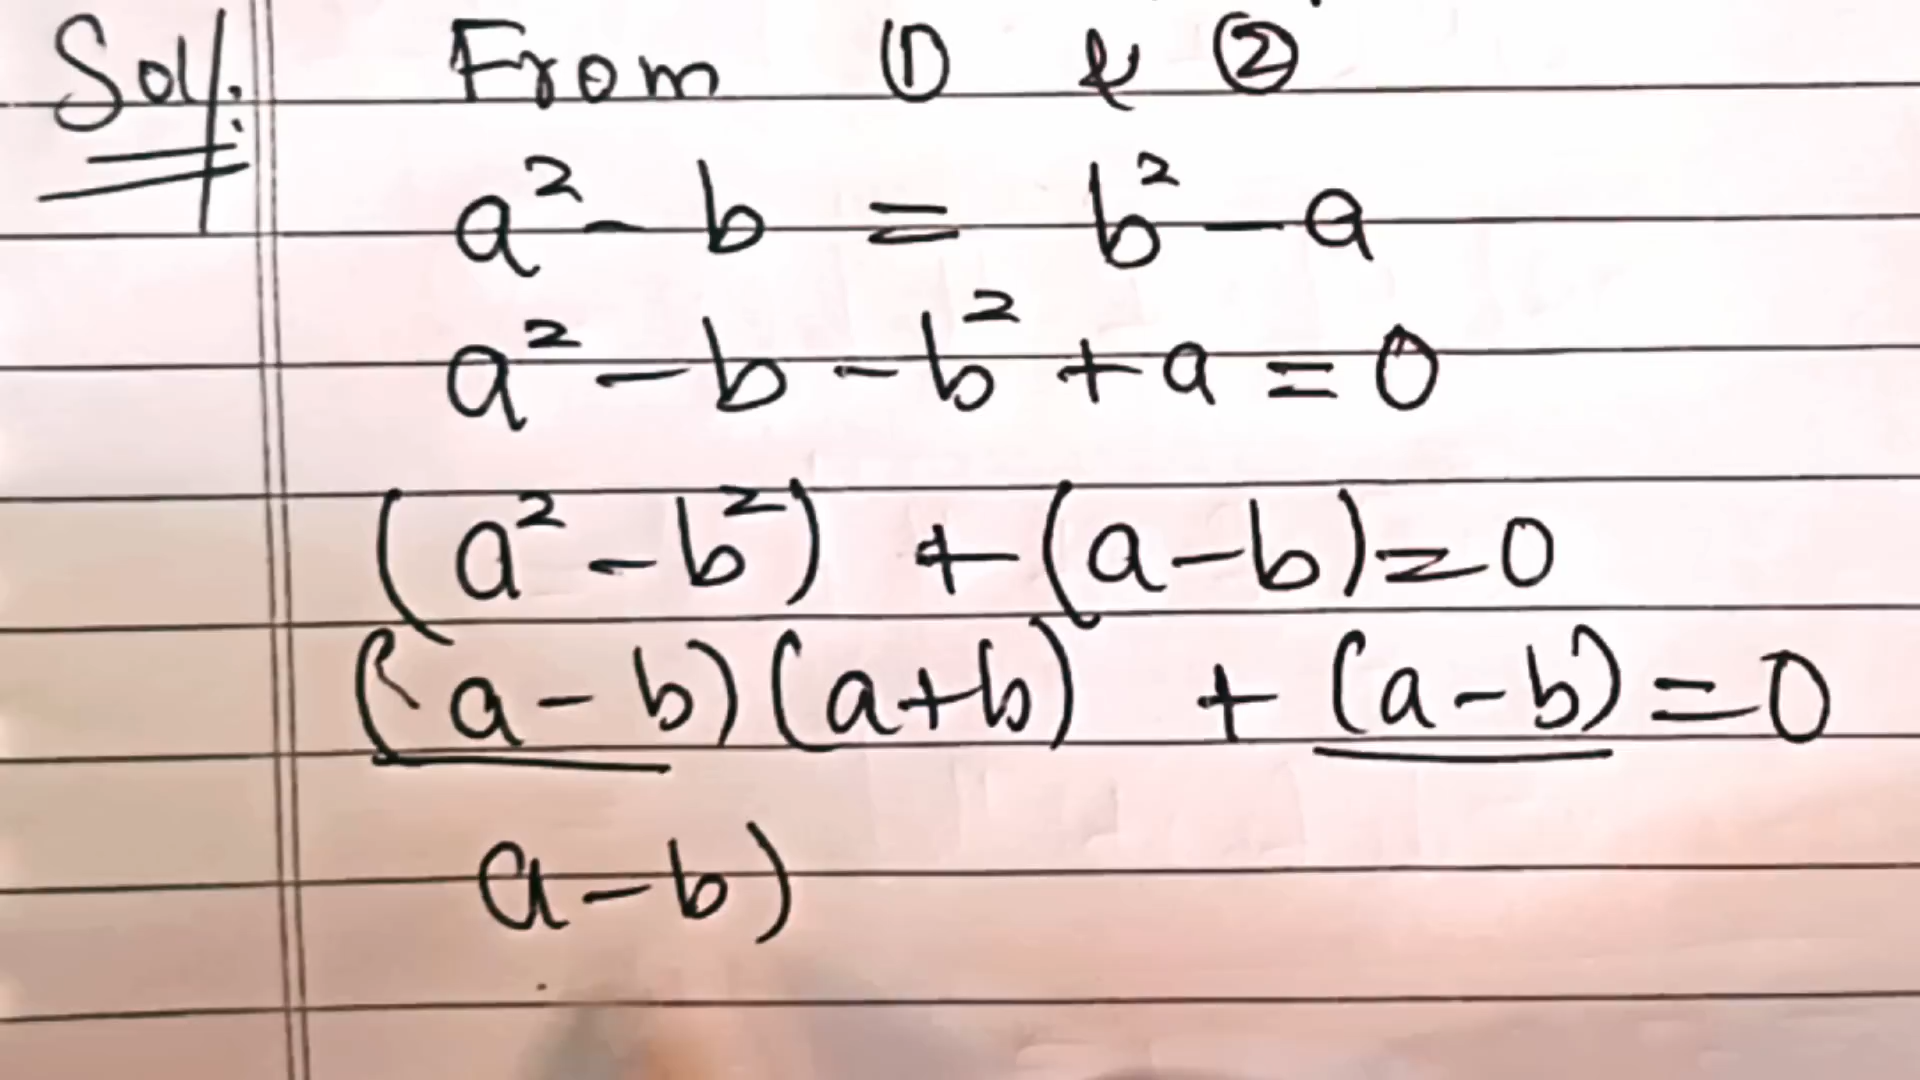 Sol: From ① & ②
a² - b = b² - a
a² - b - b² + a = 0
(a² - b²) + (a - b) = 0
(a - b)(a + b) + (a - b) = 0
a - b)